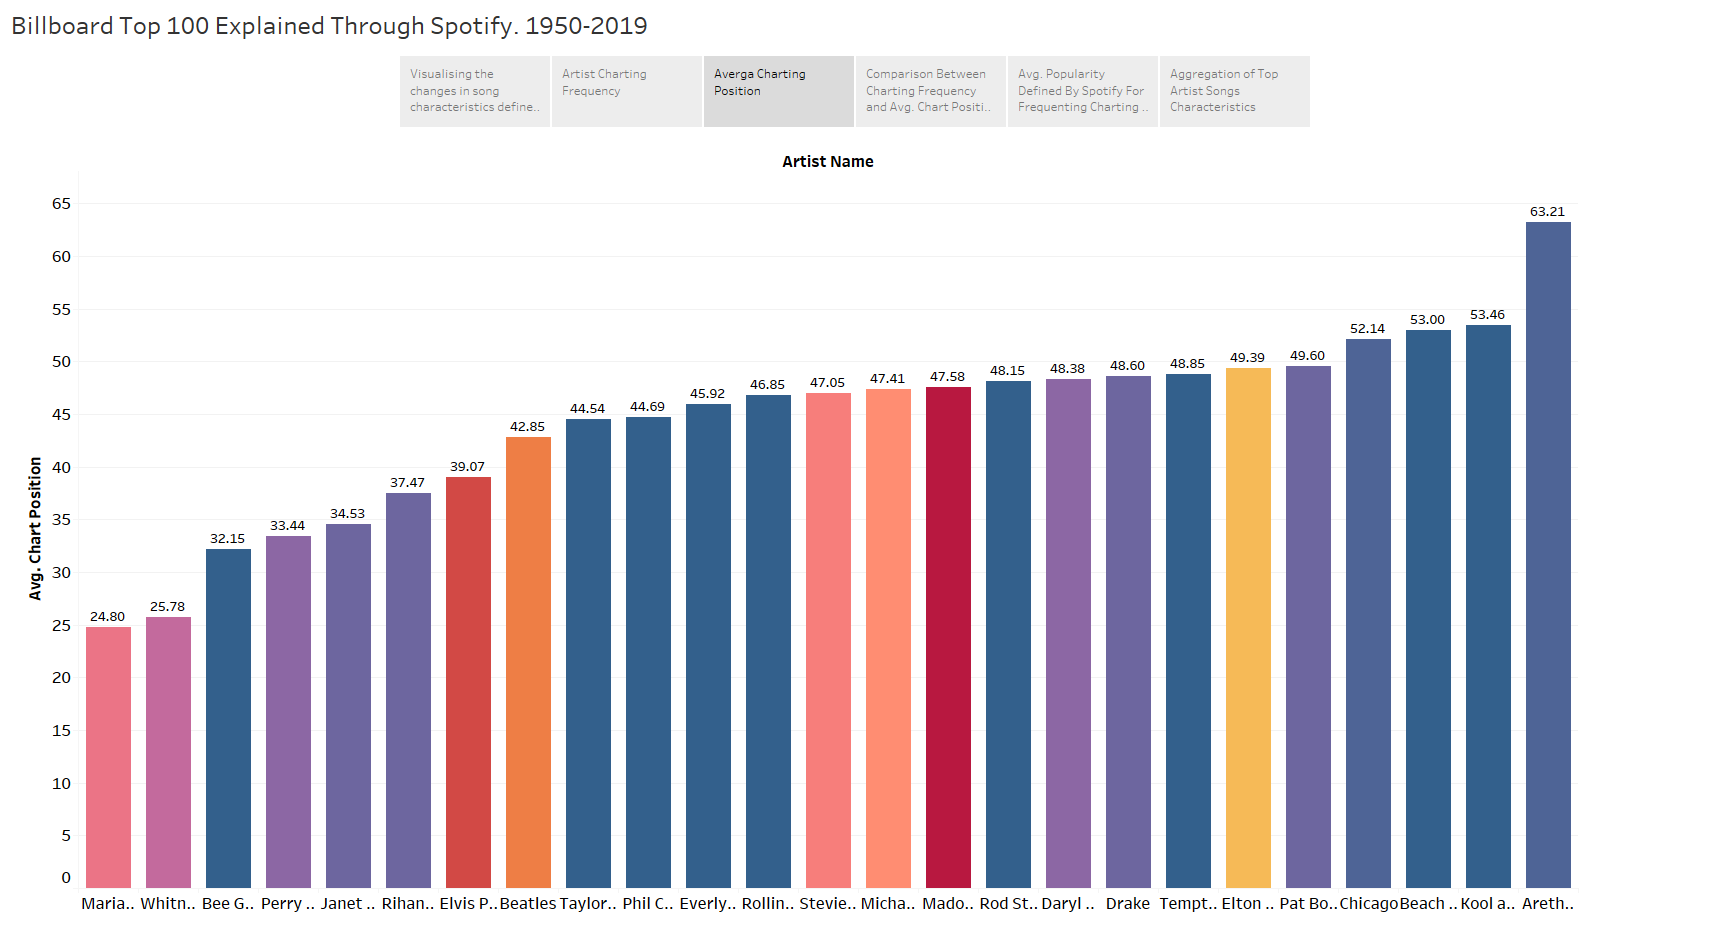 Billboard Top 100 Explained Through Spotify. 1950-2019
Visualising the
changes in song
characteristics define..
Artist Charting
Frequency
Averga Charting
Position
Comparison Between
Charting Frequency
and Avg. Chart Positi..
Avg. Popularity
Defined By Spotify For
Frequenting Charting ..
Aggregation of Top
Artist Songs
Characteristics
Artist Name
Avg. Chart Position
65
60
55
50
45
40
35
30
25
20
15
10
5
0
24.80
25.78
32.15
33.44
34.53
37.47
39.07
42.85
44.54
44.69
45.92
46.85
47.05
47.41
47.58
48.15
48.38
48.60
48.85
49.39
49.60
52.14
53.00
53.46
63.21
Maria..
Whitn..
Bee G..
Perry ..
Janet ..
Rihan..
Elvis P..
Beatles
Taylor..
Phil C..
Everly..
Rollin..
Stevie..
Micha..
Mado..
Rod St..
Daryl ..
Drake
Tempt..
Elton ..
Pat Bo..
Chicago
Beach ..
Kool a..
Areth..